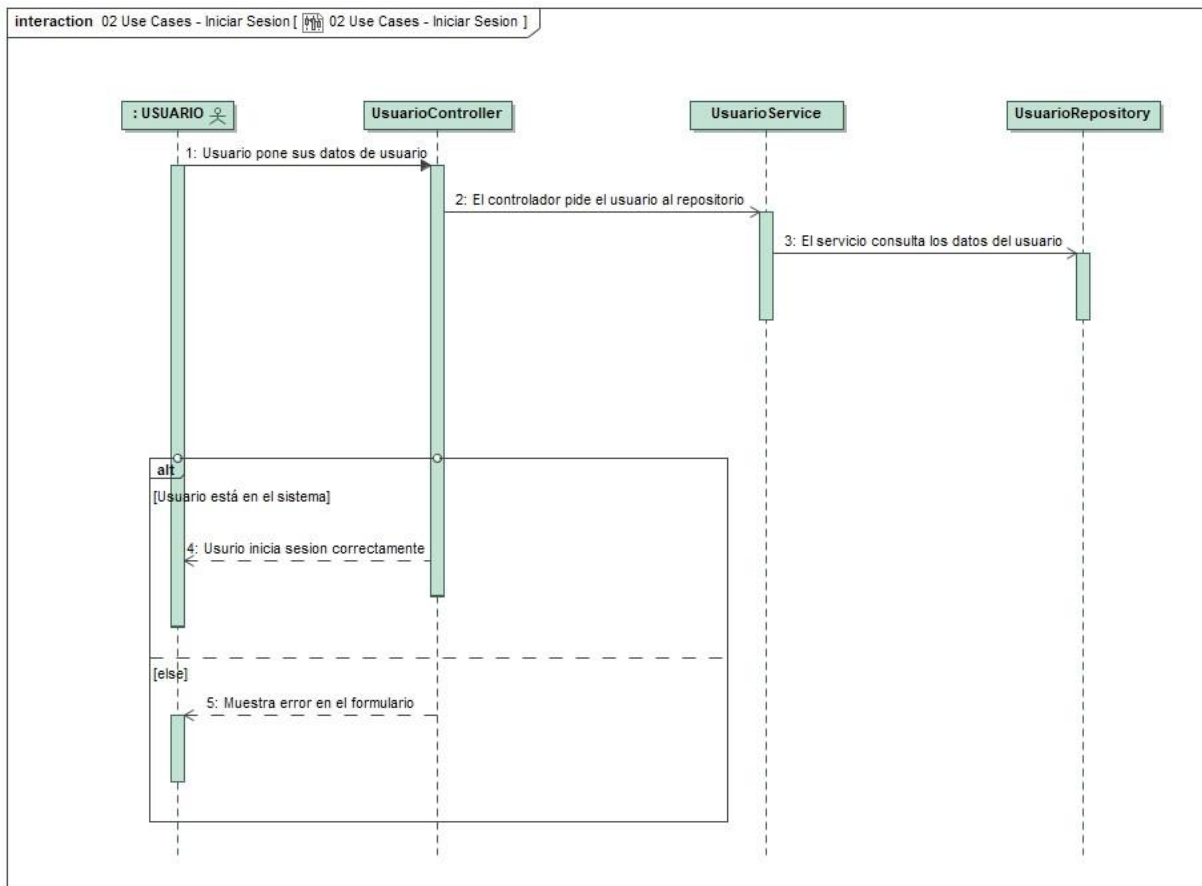 interaction 02 Use Cases - Iniciar Sesion [ 02 Use Cases - Iniciar Sesion ]
: USUARIO
UsuarioController
UsuarioService
UsuarioRepository
1: Usuario pone sus datos de usuario
2: El controlador pide el usuario al repositorio
3: El servicio consulta los datos del usuario
alt
[Usuario está en el sistema]
4: Usurio inicia sesion correctamente
[else]
5: Muestra error en el formulario